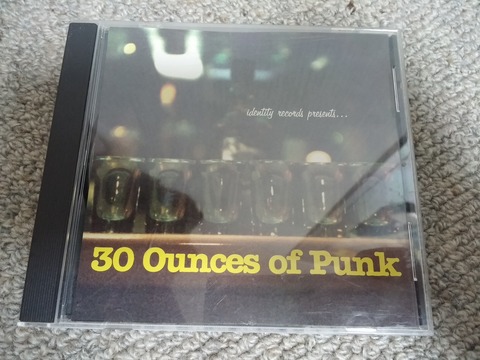 identity records presents...
30 Ounces of Punk